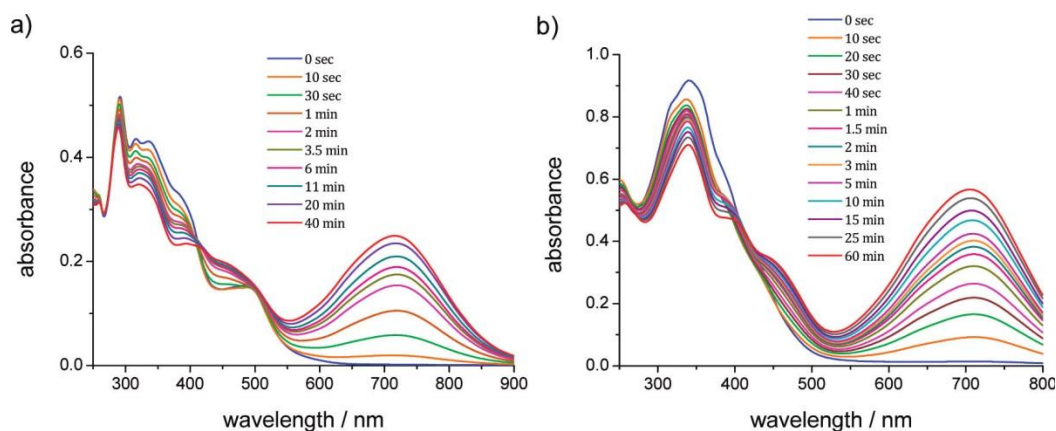 a)
0.6
0.4
0.2
0.0
absorbance
300
400
500
600
700
800
900
wavelength / nm
0 sec
10 sec
30 sec
1 min
2 min
3.5 min
6 min
11 min
20 min
40 min
b)
1.0
0.8
0.6
0.4
0.2
0.0
absorbance
300
400
500
600
700
800
wavelength / nm
0 sec
10 sec
20 sec
30 sec
40 sec
1 min
1.5 min
2 min
3 min
5 min
10 min
15 min
25 min
60 min